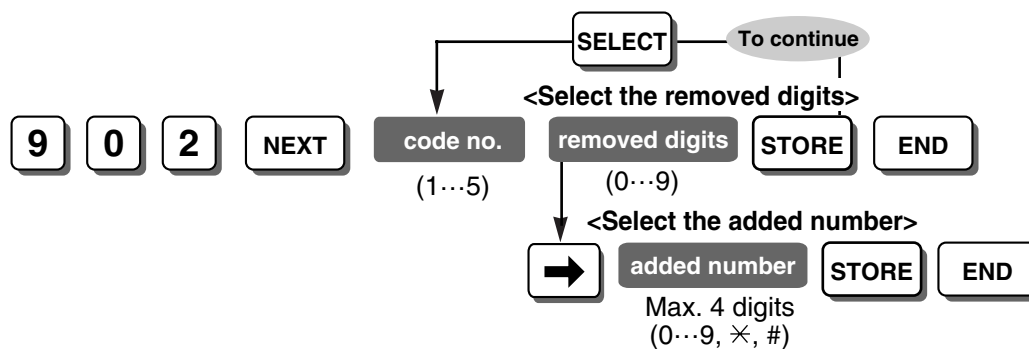 SELECT To continue
<Select the removed digits>
9 0 2 NEXT code no. removed digits STORE END
(1···5) (0···9)
<Select the added number>
➡ added number STORE END
Max. 4 digits
(0···9, ✳, #)